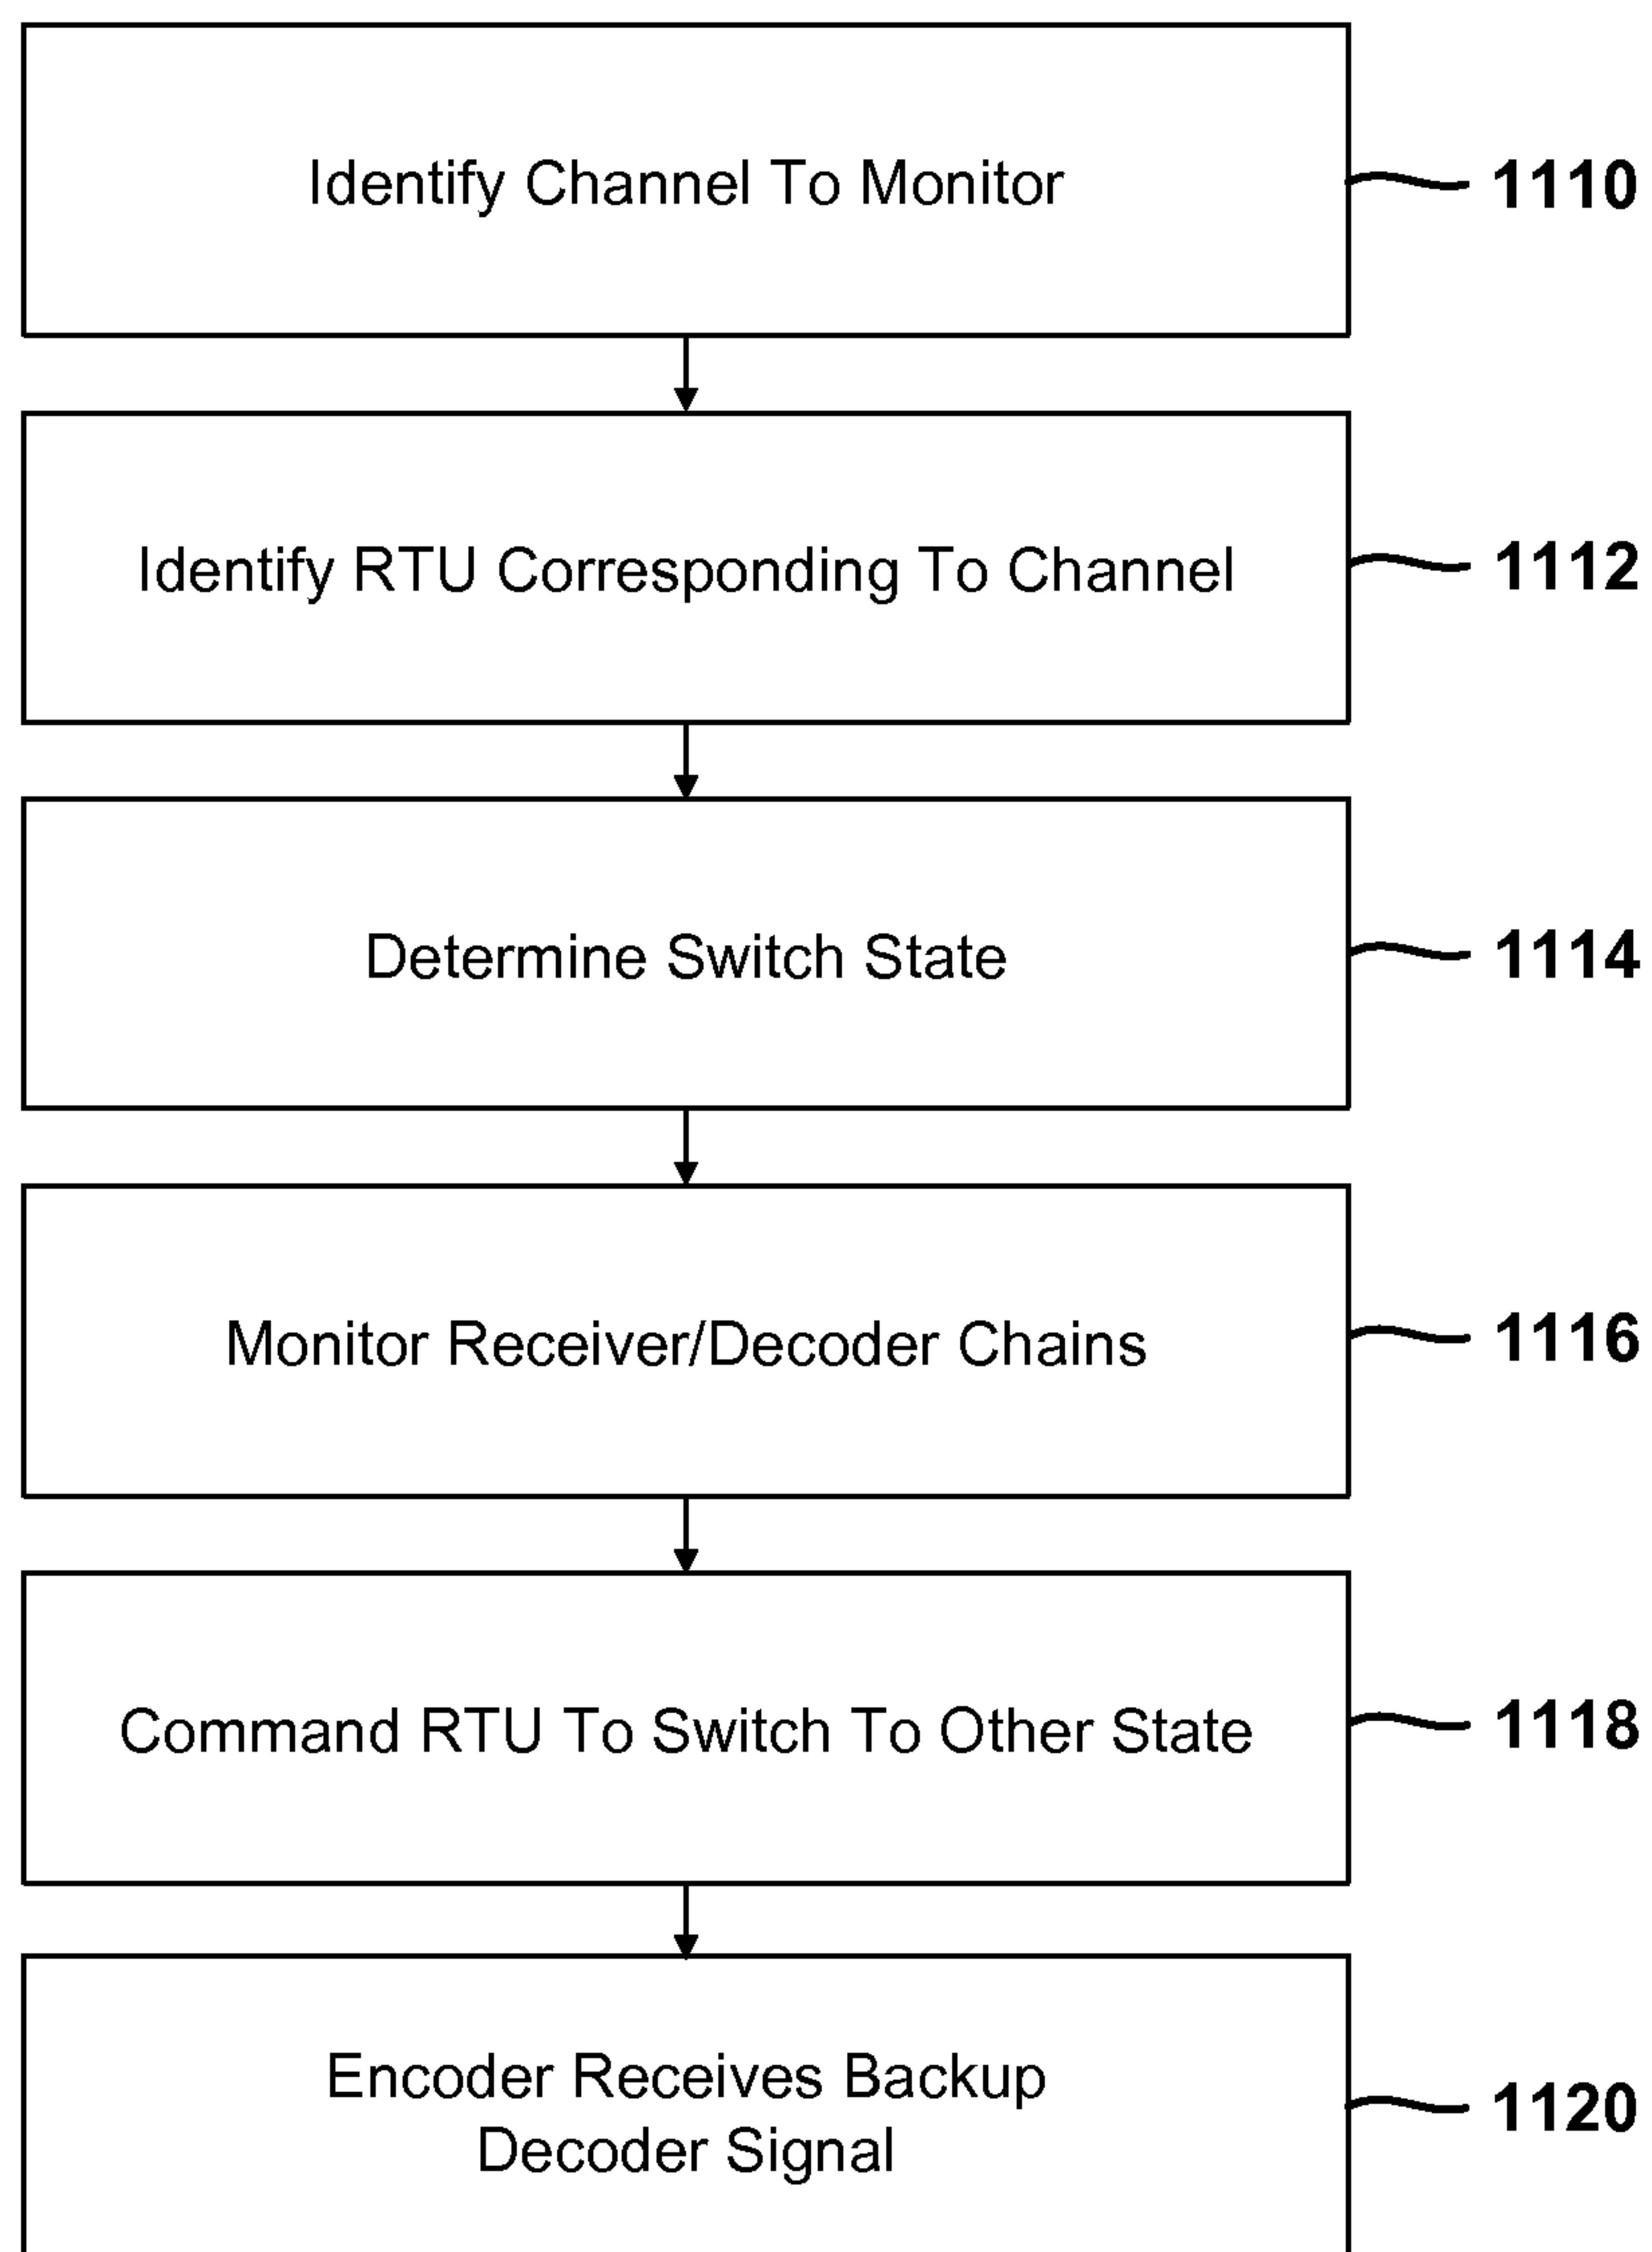 Identify Channel To Monitor
1110
Identify RTU Corresponding To Channel
1112
Determine Switch State
1114
Monitor Receiver/Decoder Chains
1116
Command RTU To Switch To Other State
1118
Encoder Receives Backup
Decoder Signal
1120